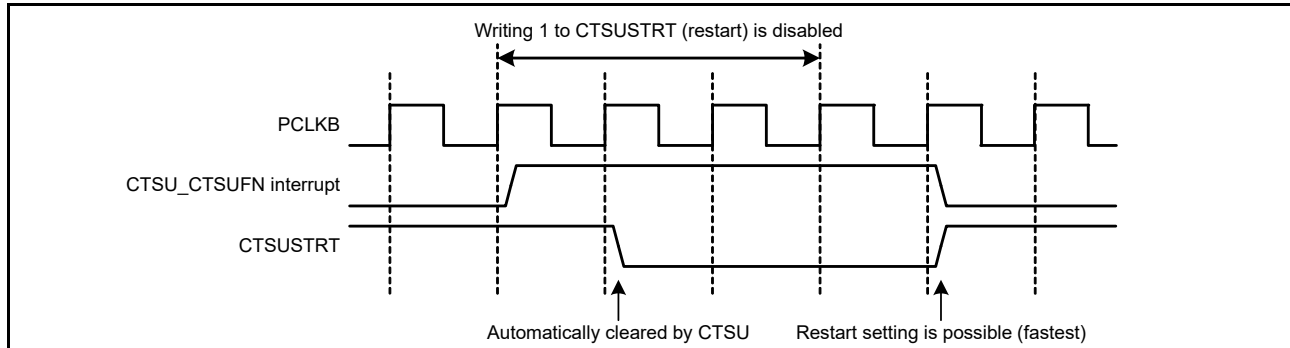 Writing 1 to CTSUSTRT (restart) is disabled
PCLKB
CTSU_CTSUFN interrupt
CTSUSTRT
Automatically cleared by CTSU
Restart setting is possible (fastest)